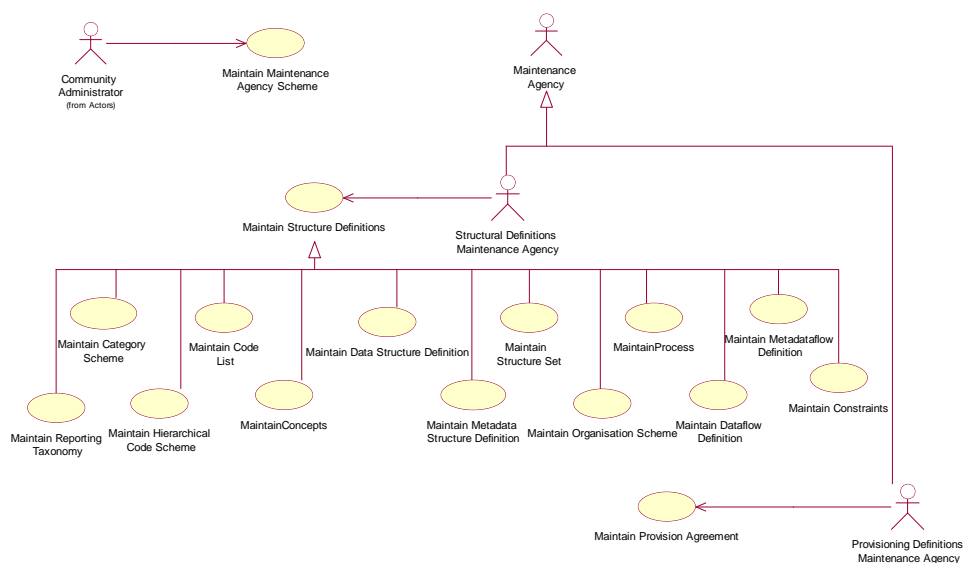 Community
Administrator
(from Actors)
Maintain Maintenance
Agency Scheme
Maintenance
Agency
Maintain Structure Definitions
Structural Definitions
Maintenance Agency
Maintain Category
Scheme
Maintain Code
List
Maintain Data Structure Definition
Maintain
Structure Set
MaintainProcess
Maintain Metadataflow
Definition
Maintain Reporting
Taxonomy
Maintain Hierarchical
Code Scheme
MaintainConcepts
Maintain Metadata
Structure Definition
Maintain Organisation Scheme
Maintain Dataflow
Definition
Maintain Constraints
Maintain Provision Agreement
Provisioning Definitions
Maintenance Agency